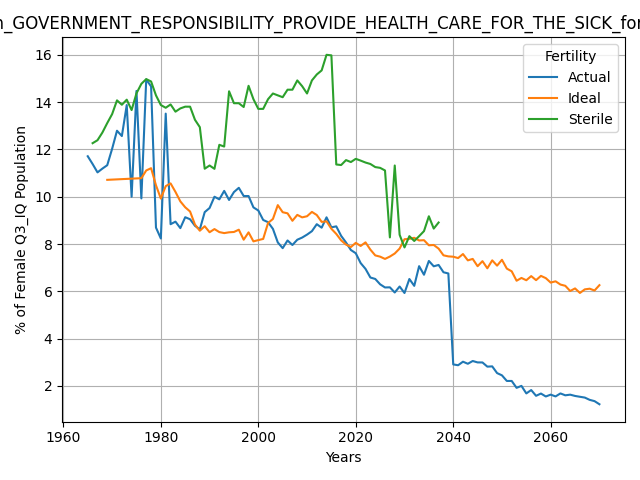 _GOVERNMENT_RESPONSIBILITY_PROVIDE_HEALTH_CARE_FOR_THE_SICK_for
Fertility
Actual
Ideal
Sterile
% of Female Q3_IQ Population
16
14
12
10
8
6
4
2
1960 1980 2000 2020 2040 2060
Years